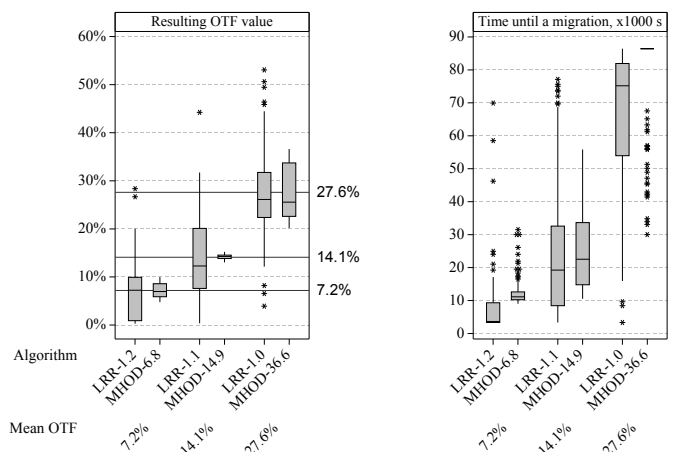 Resulting OTF value
60%
50%
40%
30%
20%
10%
0%
27.6%
14.1%
7.2%
Algorithm
LRR-1.2
MHOD-6.8
LRR-1.1
MHOD-14.9
LRR-1.0
MHOD-36.6
Mean OTF
7.2%
14.1%
27.6%
Time until a migration, x1000 s
90
80
70
60
50
40
30
20
10
0
LRR-1.2
MHOD-6.8
LRR-1.1
MHOD-14.9
LRR-1.0
MHOD-36.6
7.2%
14.1%
27.6%